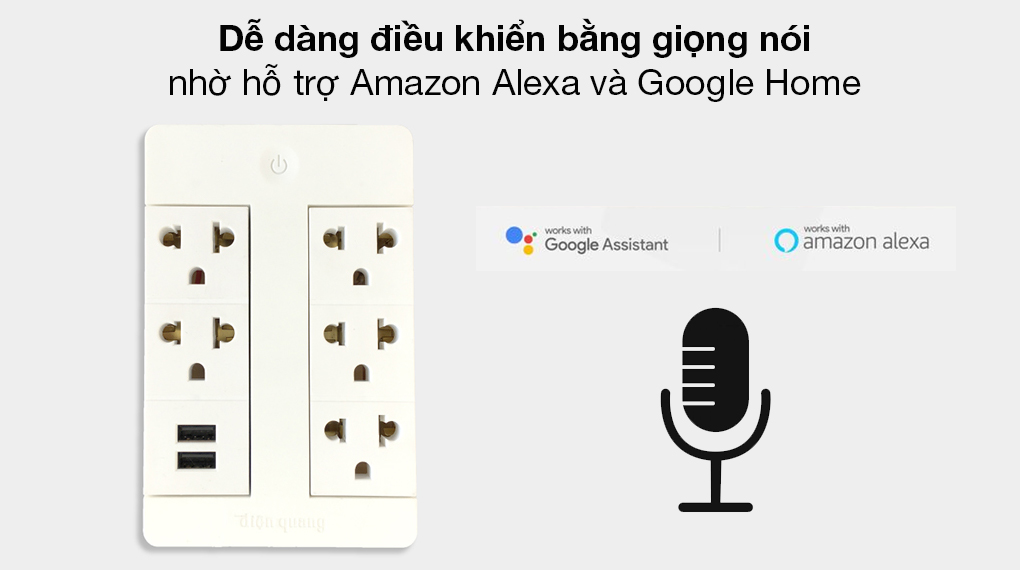 Dễ dàng điều khiển bằng giọng nói
nhờ hỗ trợ Amazon Alexa và Google Home
works with
Google Assistant
works with
amazon alexa
Điện Quang